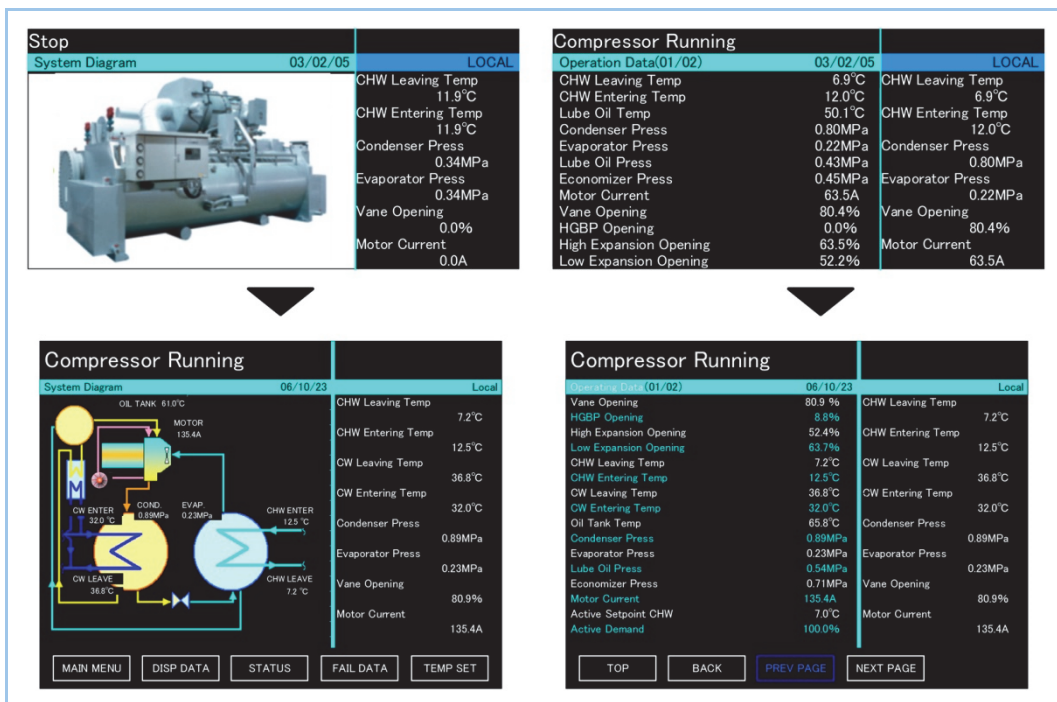 Stop
System Diagram 03/02/05 LOCAL
CHW Leaving Temp
11.9°C
CHW Entering Temp
11.9°C
Condenser Press
0.34MPa
Evaporator Press
0.34MPa
Vane Opening
0.0%
Motor Current
0.0A
Compressor Running
Operation Data(01/02) 03/02/05 LOCAL
CHW Leaving Temp 6.9°C
CHW Entering Temp 12.0°C
Lube Oil Temp 50.1°C
Condenser Press 0.80MPa
Evaporator Press 0.22MPa
Lube Oil Press 0.43MPa
Economizer Press 0.45MPa
Motor Current 63.5A
Vane Opening 80.4%
HGBP Opening 0.0%
High Expansion Opening 63.5%
Low Expansion Opening 52.2%
CHW Leaving Temp
6.9°C
CHW Entering Temp
12.0°C
Condenser Press
0.80MPa
Evaporator Press
0.22MPa
Vane Opening
80.4%
Motor Current
63.5A
Compressor Running
System Diagram 06/10/23 Local
OIL TANK 61.0°C
MOTOR
135.4A
CW ENTER
32.0 °C
COND.
0.89MPa
EVAP.
0.23MPa
CHW ENTER
12.5 °C
CW LEAVE
36.8°C
CHW LEAVE
7.2 °C
CHW Leaving Temp
7.2°C
CHW Entering Temp
12.5°C
CW Leaving Temp
36.8°C
CW Entering Temp
32.0°C
Condenser Press
0.89MPa
Evaporator Press
0.23MPa
Vane Opening
80.9%
Motor Current
135.4A
MAIN MENU DISP DATA STATUS FAIL DATA TEMP SET
Compressor Running
Operating Data(01/02) 06/10/23 Local
Vane Opening 80.9 %
HGBP Opening 8.8%
High Expansion Opening 52.4%
Low Expansion Opening 63.7%
CHW Leaving Temp 7.2°C
CHW Entering Temp 12.5°C
CW Leaving Temp 36.8°C
CW Entering Temp 32.0°C
Oil Tank Temp 65.8°C
Condenser Press 0.89MPa
Evaporator Press 0.23MPa
Lube Oil Press 0.54MPa
Economizer Press 0.71MPa
Motor Current 135.4A
Active Setpoint CHW 7.0°C
Active Demand 100.0%
CHW Leaving Temp
7.2°C
CHW Entering Temp
12.5°C
CW Leaving Temp
36.8°C
CW Entering Temp
32.0°C
Condenser Press
0.89MPa
Evaporator Press
0.23MPa
Vane Opening
80.9%
Motor Current
135.4A
TOP BACK PREV PAGE NEXT PAGE